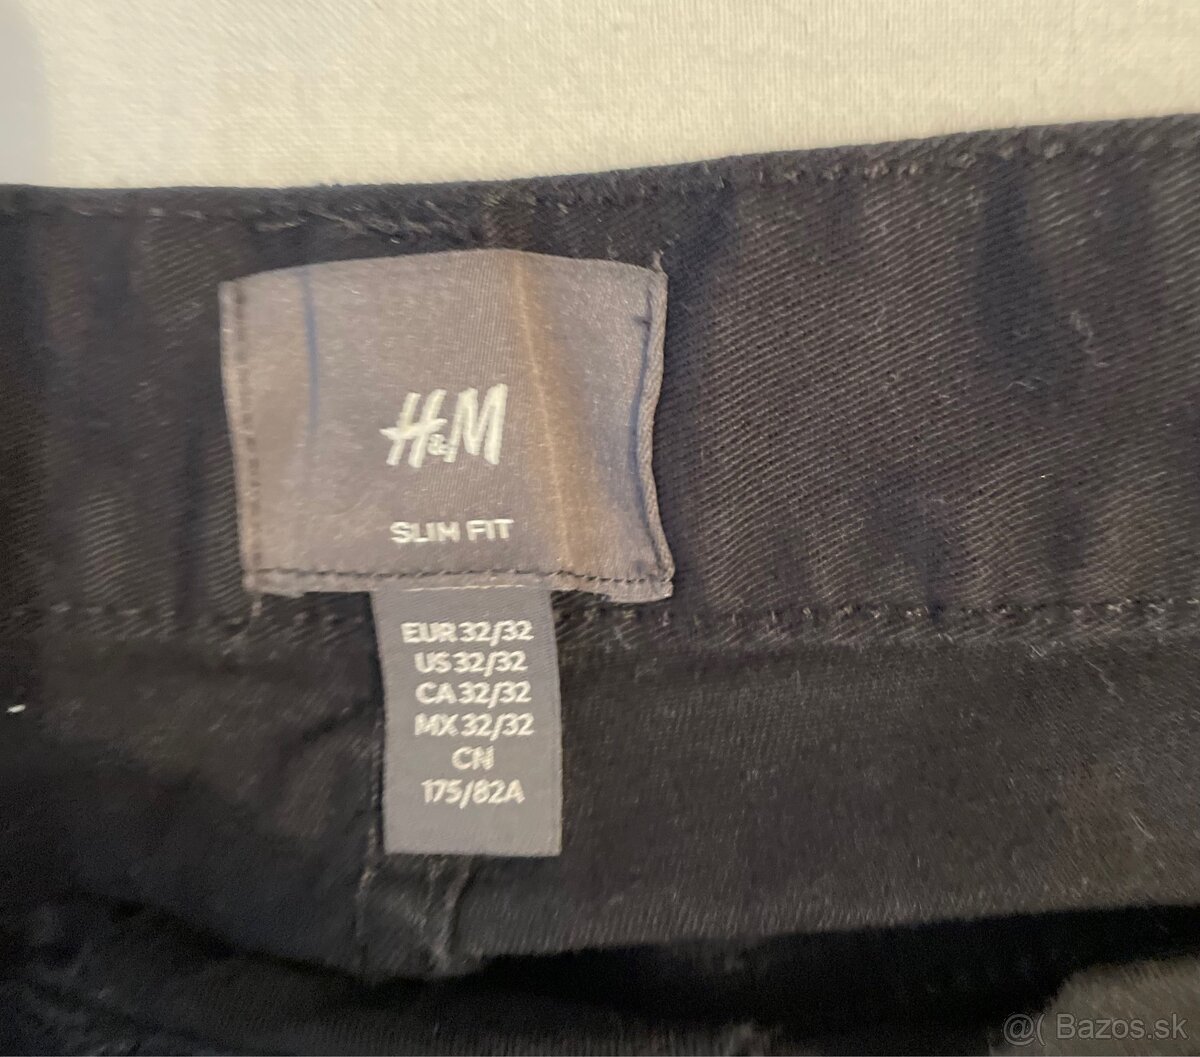 H&M
SLIM FIT
EUR 32/32
US 32/32
CA 32/32
MX 32/32
CN
175/82A
@( Bazos.sk